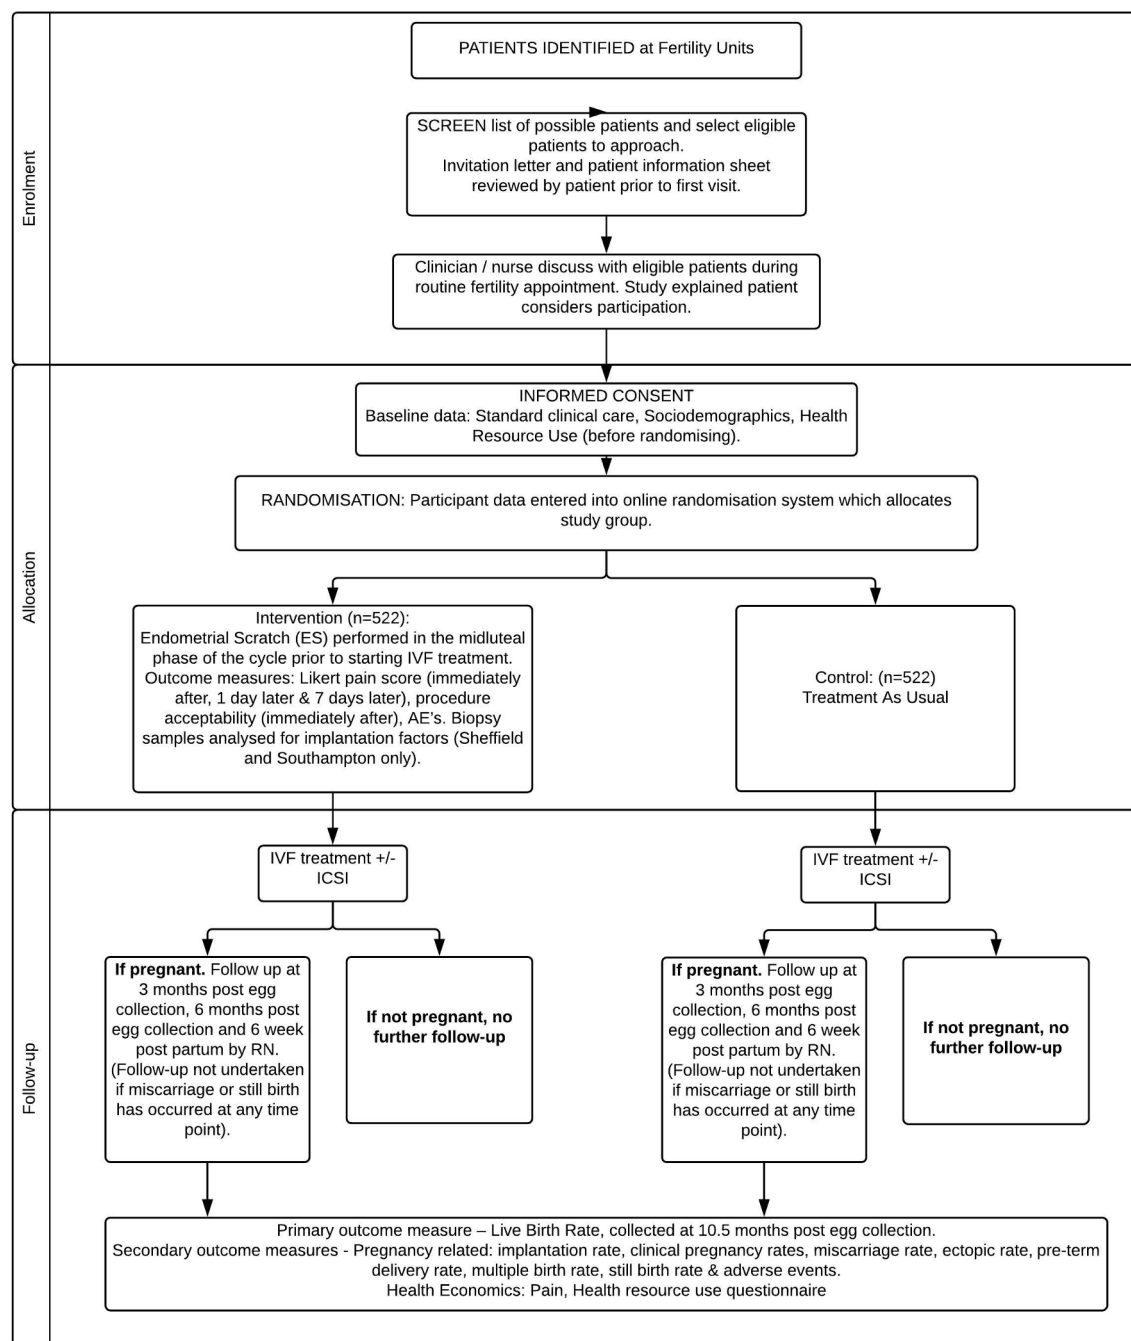 Enrolment
PATIENTS IDENTIFIED at Fertility Units
SCREEN list of possible patients and select eligible
patients to approach.
Invitation letter and patient information sheet
reviewed by patient prior to first visit.
Clinician / nurse discuss with eligible patients during
routine fertility appointment. Study explained patient
considers participation.
Allocation
INFORMED CONSENT
Baseline data: Standard clinical care, Sociodemographics, Health
Resource Use (before randomising).
RANDOMISATION: Participant data entered into online randomisation system which allocates
study group.
Intervention (n=522):
Endometrial Scratch (ES) performed in the midluteal
phase of the cycle prior to starting IVF treatment.
Outcome measures: Likert pain score (immediately
after, 1 day later & 7 days later), procedure
acceptability (immediately after), AE's. Biopsy
samples analysed for implantation factors (Sheffield
and Southampton only).
Control: (n=522)
Treatment As Usual
Follow-up
IVF treatment +/-
ICSI
If pregnant. Follow up at
3 months post egg
collection, 6 months post
egg collection and 6 week
post partum by RN.
(Follow-up not undertaken
if miscarriage or still birth
has occurred at any time
point).
If not pregnant, no
further follow-up
IVF treatment +/-
ICSI
If pregnant. Follow up at
3 months post egg
collection, 6 months post
egg collection and 6 week
post partum by RN.
(Follow-up not undertaken
if miscarriage or still birth
has occurred at any time
point).
If not pregnant, no
further follow-up
Primary outcome measure – Live Birth Rate, collected at 10.5 months post egg collection.
Secondary outcome measures - Pregnancy related: implantation rate, clinical pregnancy rates, miscarriage rate, ectopic rate, pre-term
delivery rate, multiple birth rate, still birth rate & adverse events.
Health Economics: Pain, Health resource use questionnaire